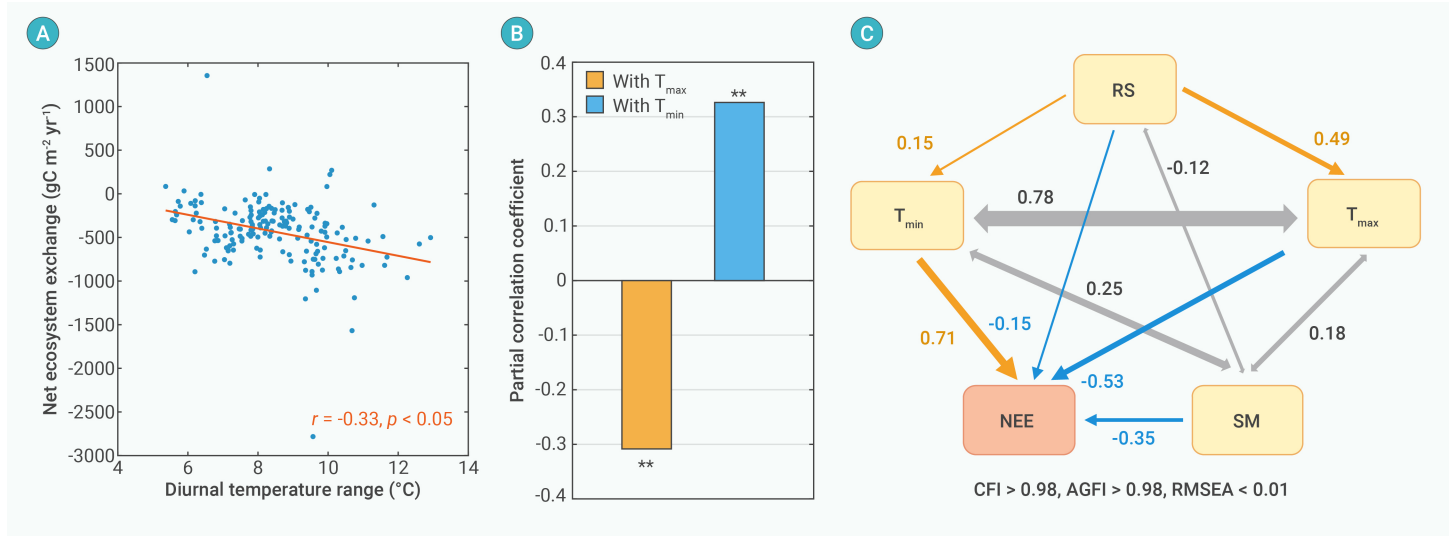 A
1500
1000
500
0
-500
-1000
-1500
-2000
-2500
-3000
Net ecosystem exchange (gC m⁻² yr⁻¹)
r = -0.33, p < 0.05
4 6 8 10 12 14
Diurnal temperature range (°C)
B
0.4
0.3
0.2
0.1
0
-0.1
-0.2
-0.3
-0.4
Partial correlation coefficient
With Tmax
With Tmin
**
**
C
RS
0.15
0.49
-0.12
Tmin
0.78
Tmax
0.25
0.71
-0.15
0.18
-0.53
NEE
-0.35
SM
CFI > 0.98, AGFI > 0.98, RMSEA < 0.01